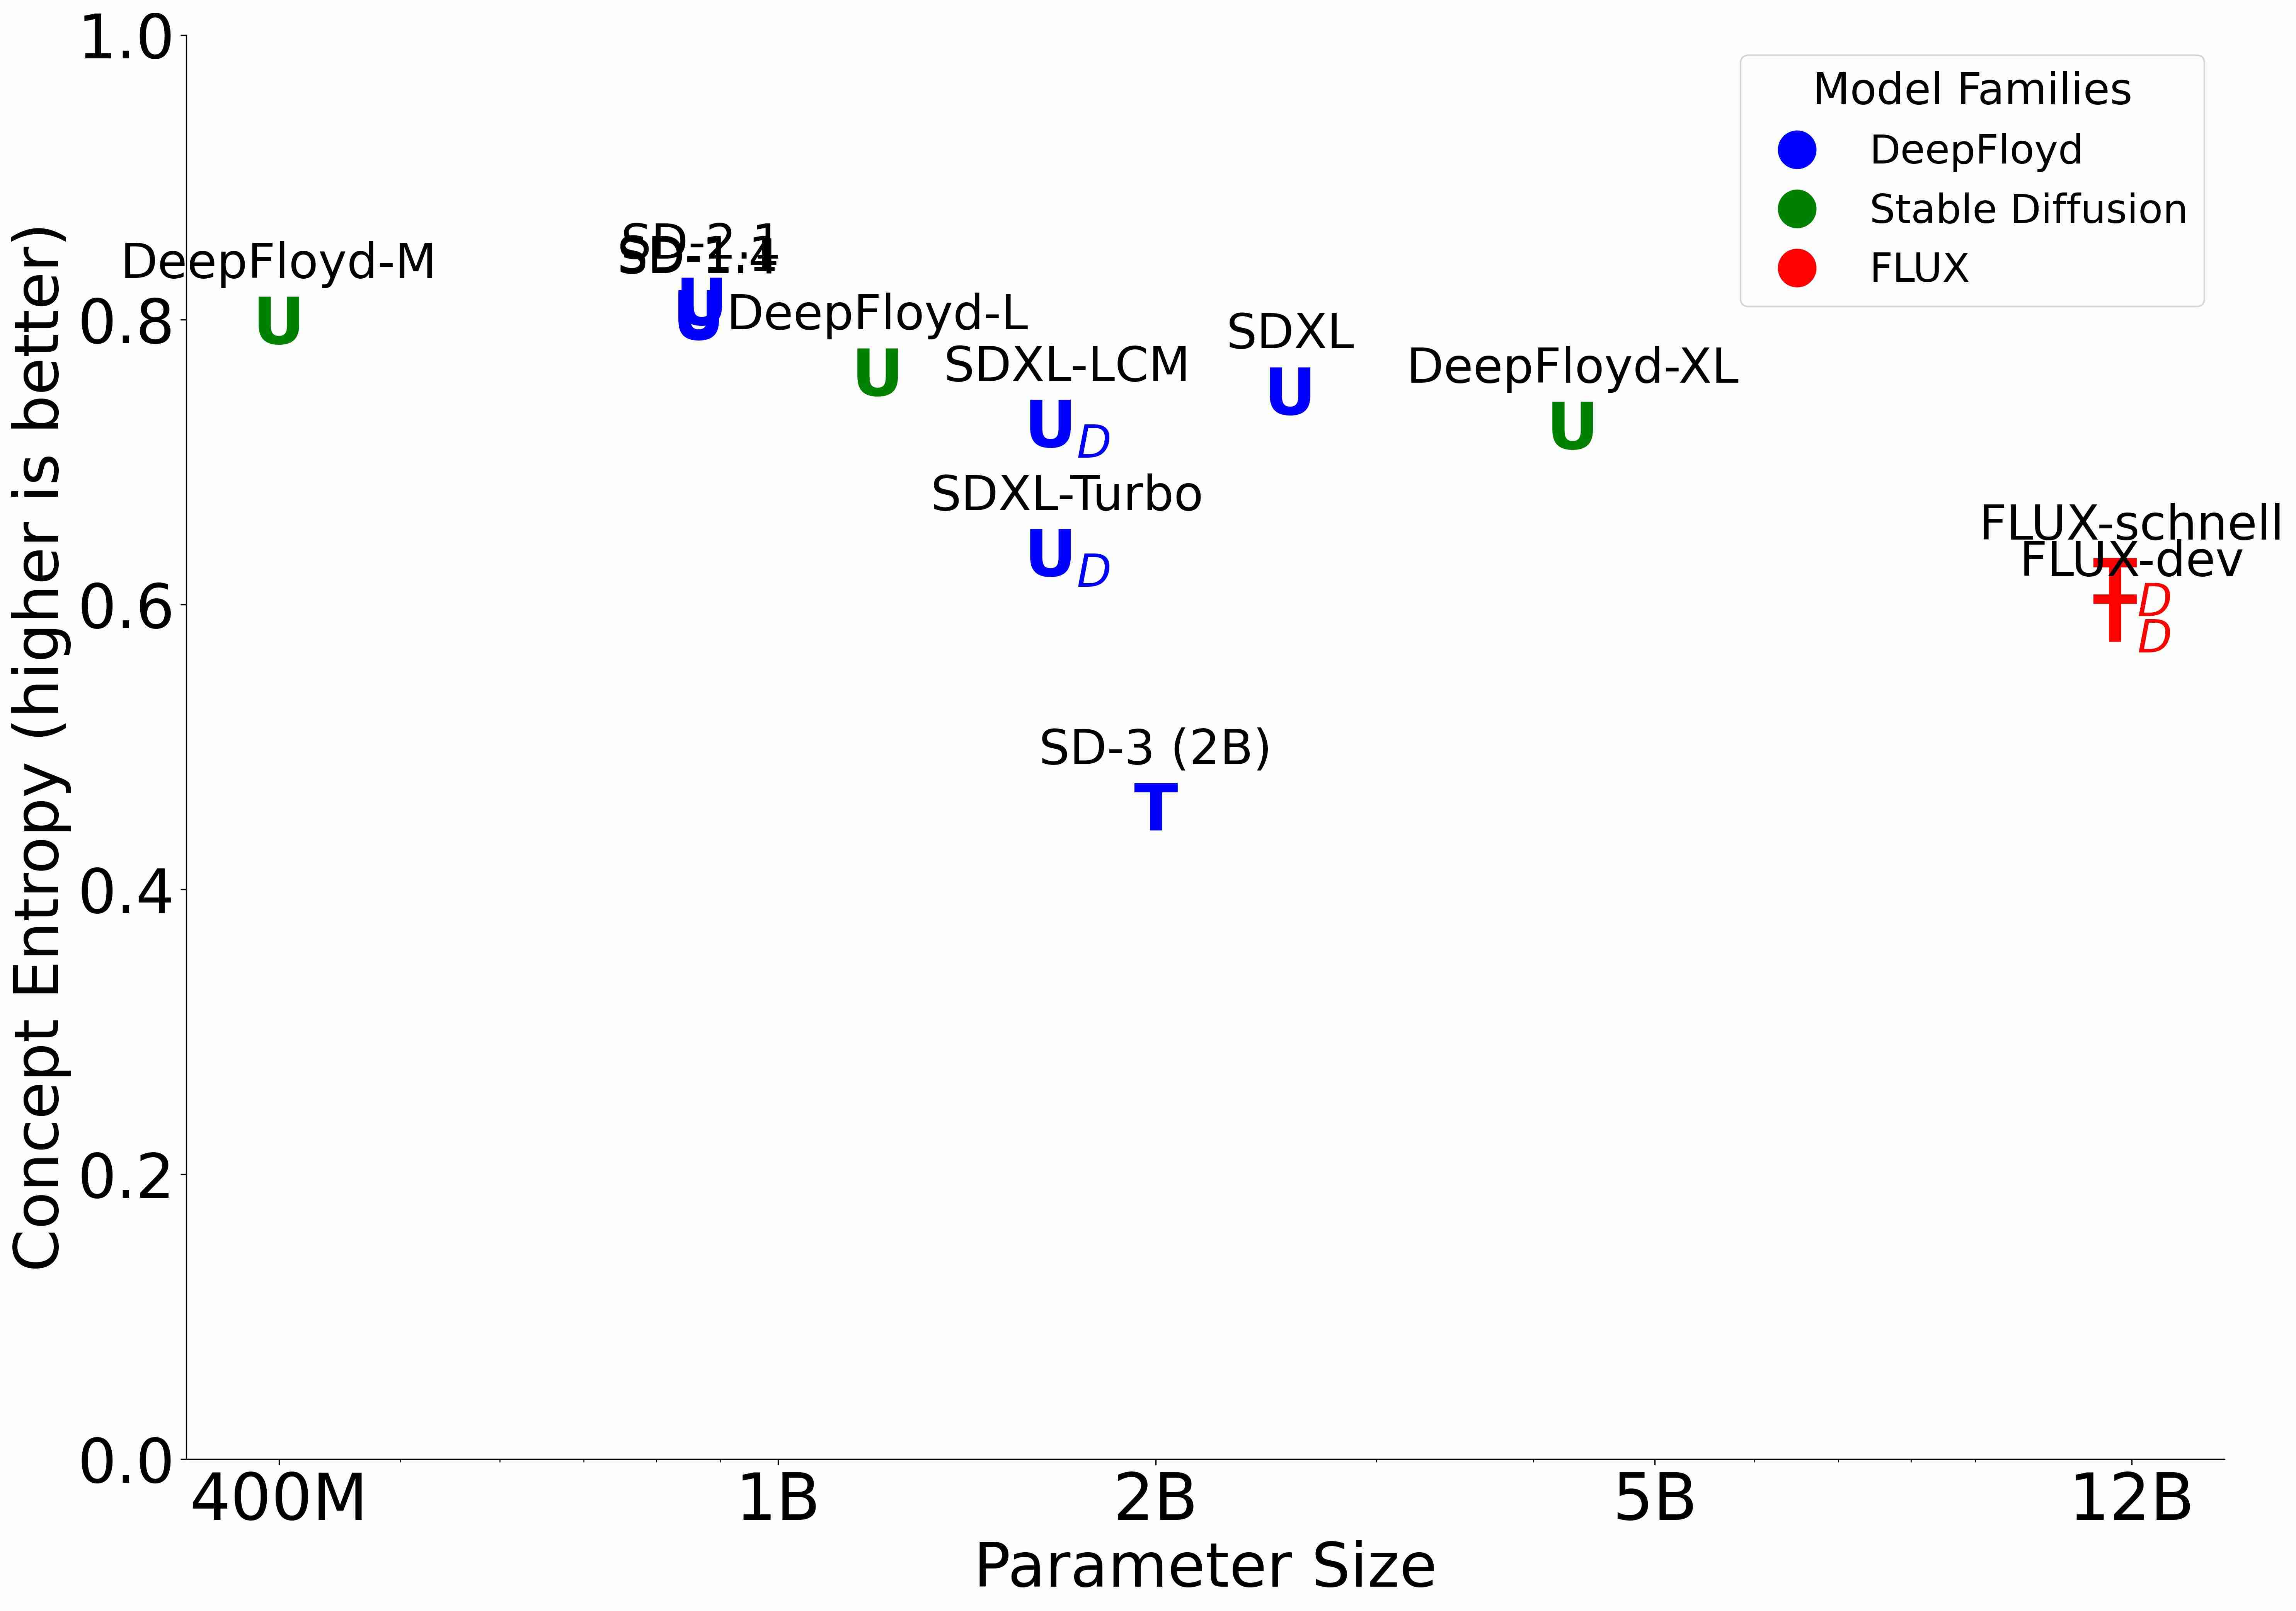 1.0
0.8
0.6
0.4
0.2
0.0
Concept Entropy (higher is better)
Model Families
DeepFloyd
Stable Diffusion
FLUX
DeepFloyd-M
U
SD-2.1
SD-1.4
U
U
DeepFloyd-L
U
SDXL-LCM
U D
SDXL
U
DeepFloyd-XL
U
SDXL-Turbo
U D
FLUX-schnell
T D
FLUX-dev
T D
SD-3 (2B)
T
400M
1B
2B
5B
12B
Parameter Size